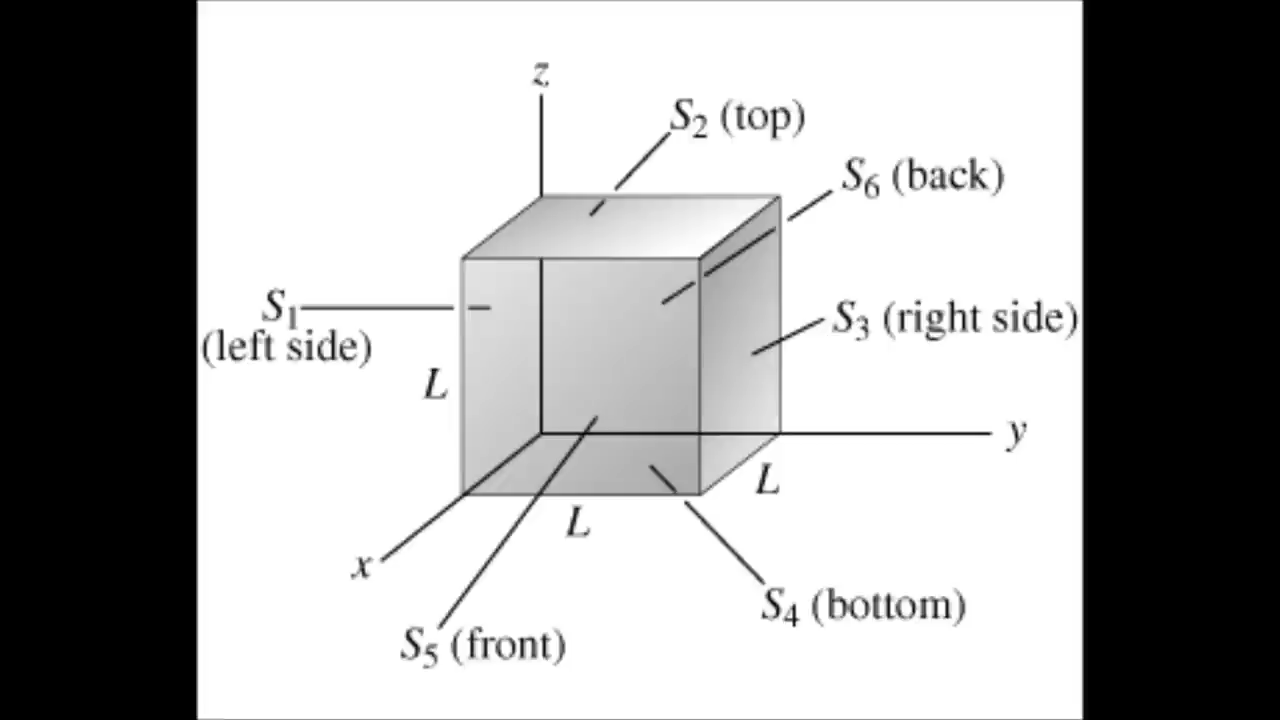 z
S2 (top)
S6 (back)
S1
(left side)
S3 (right side)
L
y
L
L
x
S4 (bottom)
S5 (front)